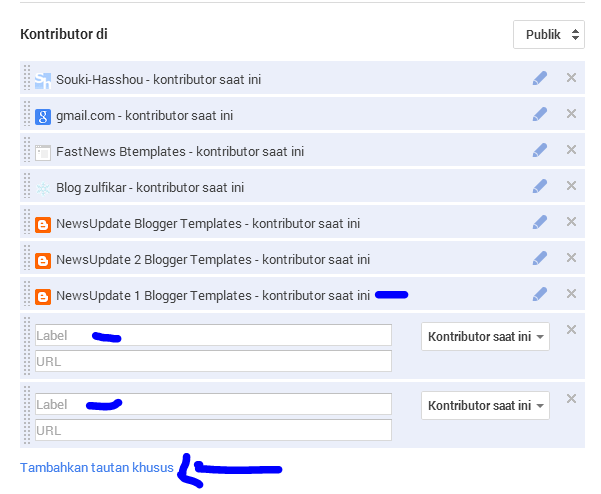 Kontributor di
Publik
Souki-Hasshou - kontributor saat ini
gmail.com - kontributor saat ini
FastNews Btemplates - kontributor saat ini
Blog zulfikar - kontributor saat ini
NewsUpdate Blogger Templates - kontributor saat ini
NewsUpdate 2 Blogger Templates - kontributor saat ini
NewsUpdate 1 Blogger Templates - kontributor saat ini
Label
Kontributor saat ini
URL
Label
Kontributor saat ini
URL
Tambahkan tautan khusus